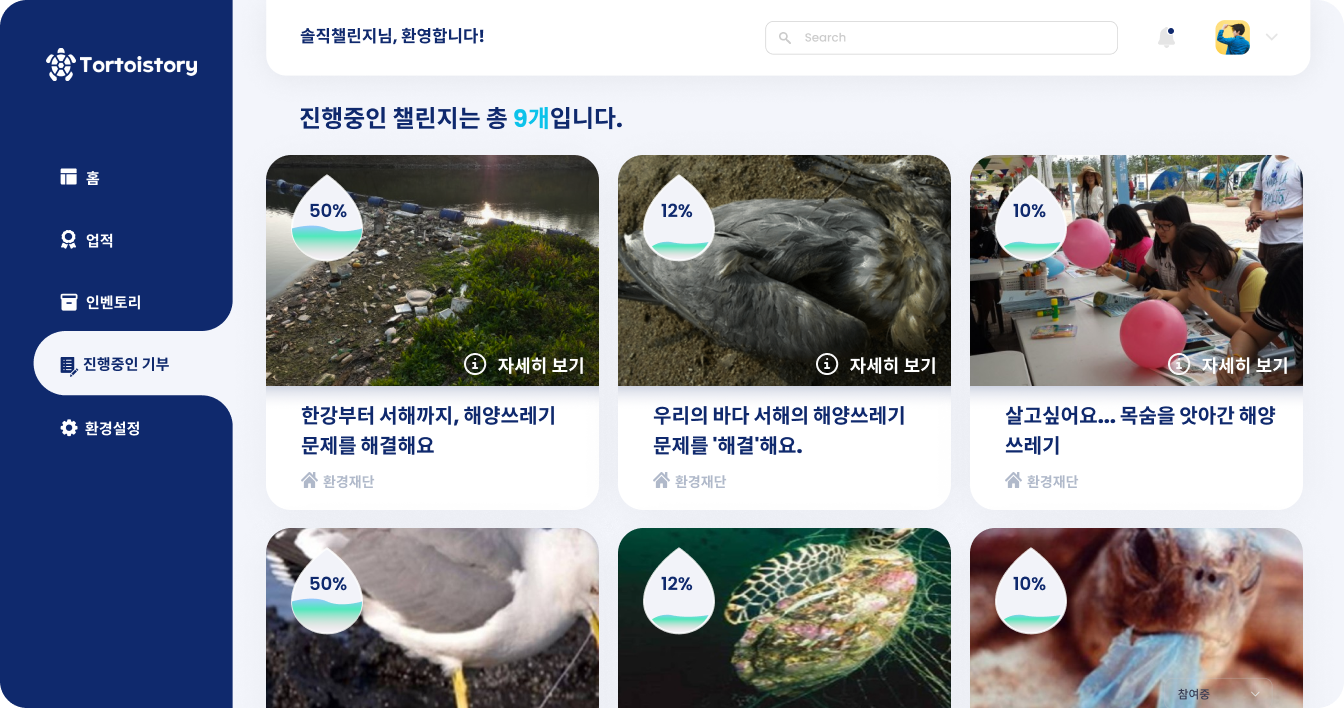 Tortoistory
홈
업적
인벤토리
진행중인 기부
환경설정
솔직챌린지님, 환영합니다!
Search
진행중인 챌린지는 총 9개입니다.
50%
자세히 보기
한강부터 서해까지, 해양쓰레기
문제를 해결해요
환경재단
12%
자세히 보기
우리의 바다 서해의 해양쓰레기
문제를 '해결'해요.
환경재단
10%
자세히 보기
살고싶어요... 목숨을 앗아간 해양
쓰레기
환경재단
50%
12%
10%
참여중